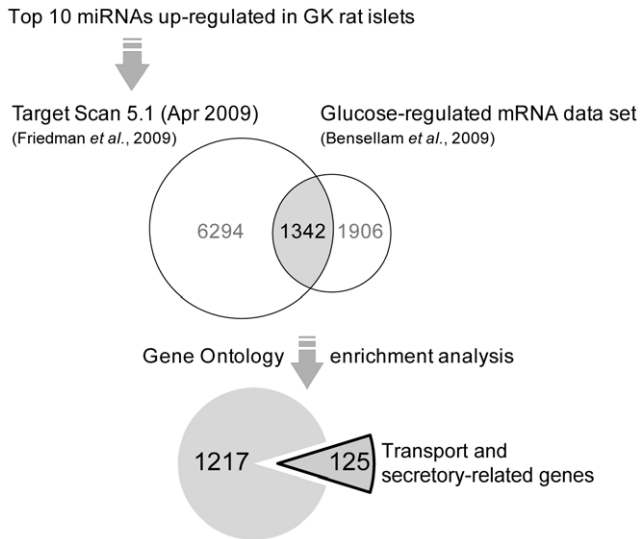 Top 10 miRNAs up-regulated in GK rat islets
Target Scan 5.1 (Apr 2009)
(Friedman et al., 2009)
Glucose-regulated mRNA data set
(Bensellam et al., 2009)
6294
1342
1906
Gene Ontology
enrichment analysis
1217
125
Transport and
secretory-related genes